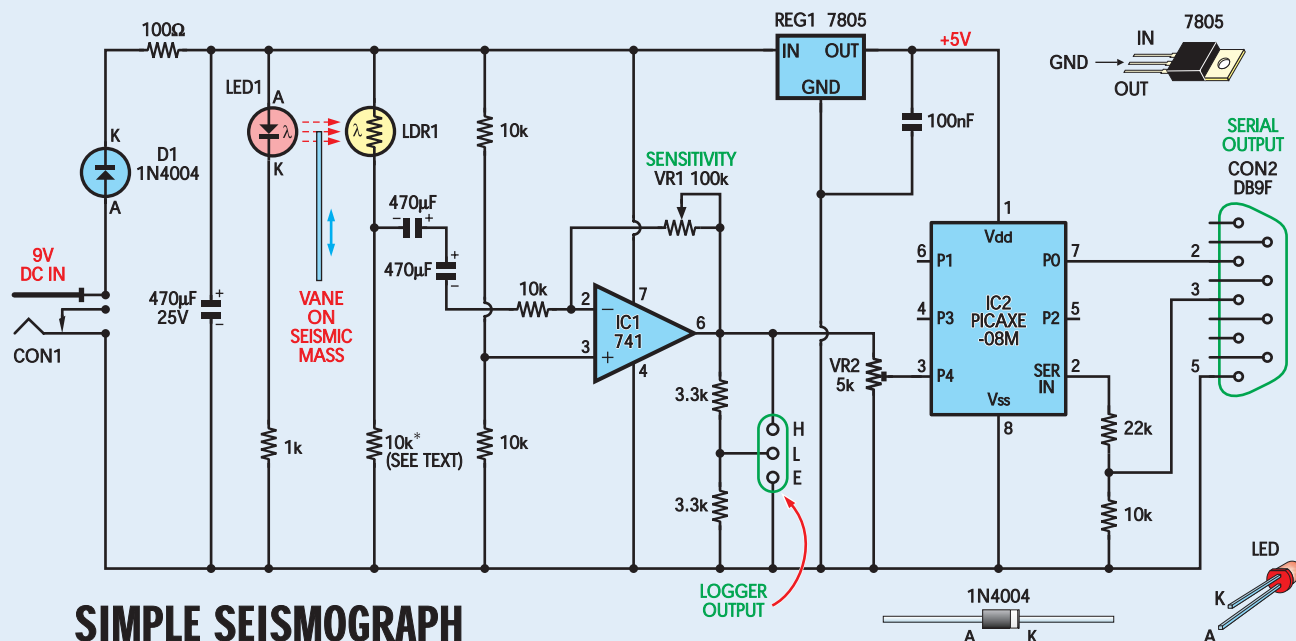 REG1 7805
7805
100Ω
IN OUT
GND
+5V
IN
GND
OUT
LED1
A
λ
K
λ
LDR1
10k
100nF
SERIAL
OUTPUT
CON2
DB9F
K
D1
1N4004
A
SENSITIVITY
VR1 100k
470µF
– +
470µF
+
–
9V
DC IN
470µF
25V
+
–
VANE
ON
SEISMIC
MASS
CON1
10k
2
–
3
+
IC1
741
7
6
4
1
Vdd
6 P1
P0 7
4 P3
P2 5
IC2
PICAXE
-08M
3 P4
SER
IN
2
Vss
8
2
3
5
VR2
5k
3.3k
H
L
E
3.3k
22k
10k
1k
10k*
(SEE TEXT)
10k
LOGGER
OUTPUT
SIMPLE SEISMOGRAPH
1N4004
A K
LED
K
A